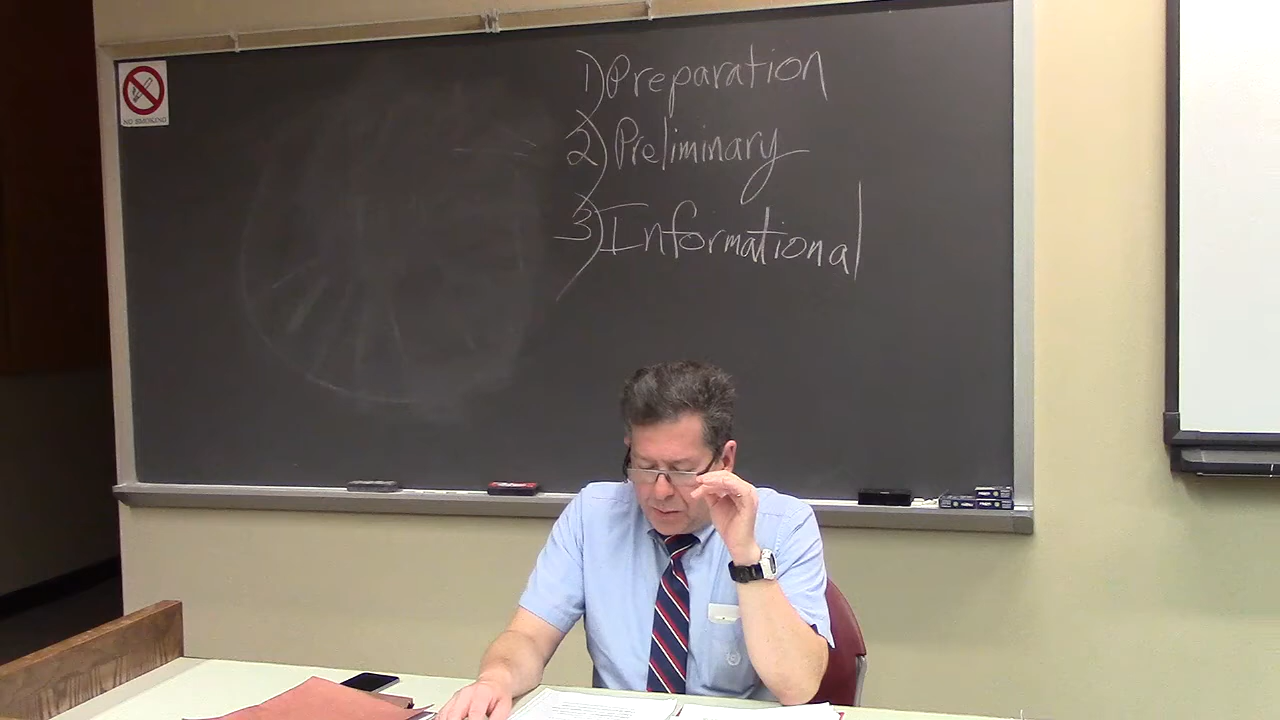 1) Preparation
2) Preliminary
3) Informational
NO SMOKING